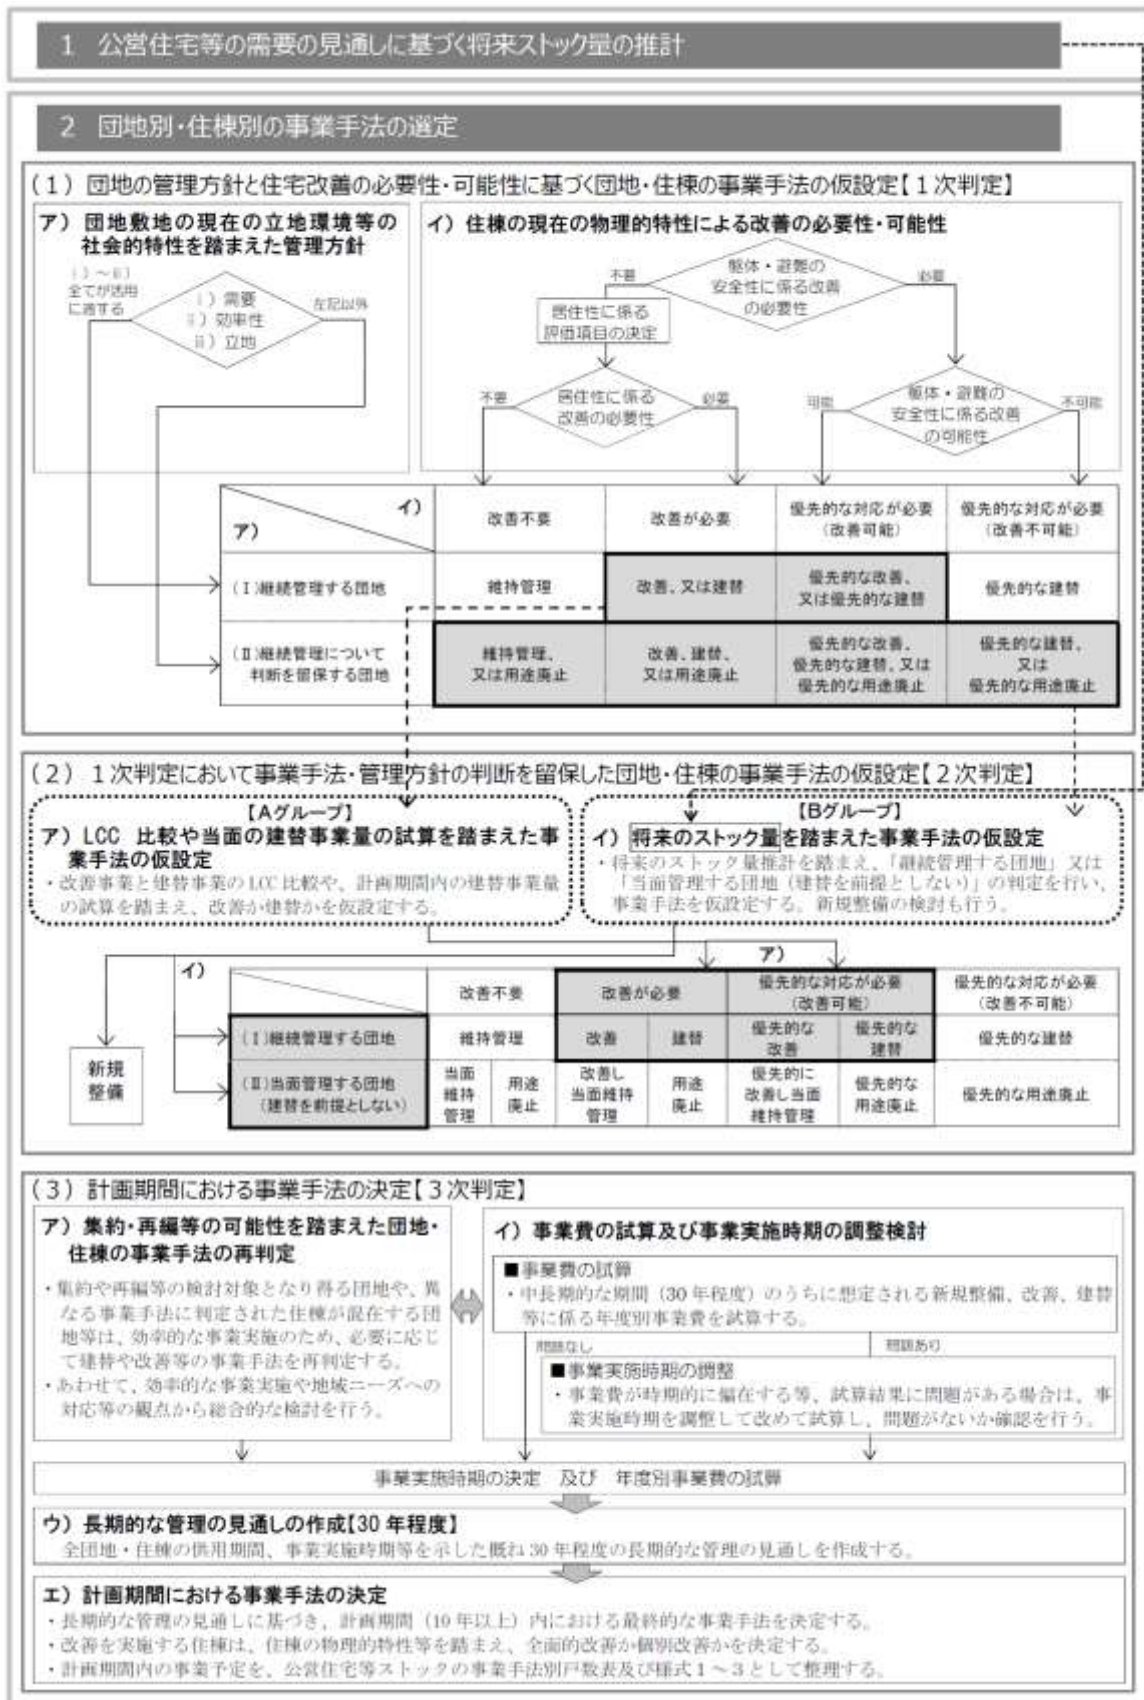 1 公営住宅等の需要の見通しに基づく将来ストック量の推計
2 団地別・住棟別の事業手法の選定
(1)団地の管理方針と住宅改善の必要性・可能性に基づく団地・住棟の事業手法の仮設定【1次判定】
ア)団地敷地の現在の立地環境等の
社会的特性を踏まえた管理方針
ⅰ)~ⅲ)
全てが活用
に適する
ⅰ)需要
ⅱ)効率性
ⅲ)立地
左記以外
イ)住棟の現在の物理的特性による改善の必要性・可能性
不要
躯体・避難の
安全性に係る改善
の必要性
必要
居住性に係る
評価項目の決定
不要
居住性に係る
改善の必要性
必要
可能
躯体・避難の
安全性に係る改善
の可能性
不可能
イ)
ア)
改善不要
改善が必要
優先的な対応が必要
(改善可能)
優先的な対応が必要
(改善不可能)
(Ⅰ)継続管理する団地
維持管理
改善、又は建替
優先的な改善、
又は優先的な建替
優先的な建替
(Ⅱ)継続管理について
判断を留保する団地
維持管理、
又は用途廃止
改善、建替、
又は用途廃止
優先的な改善、
優先的な建替、又は
優先的な用途廃止
優先的な建替、
又は
優先的な用途廃止
(2)1次判定において事業手法・管理方針の判断を留保した団地・住棟の事業手法の仮設定【2次判定】
【Aグループ】
ア)LCC 比較や当面の建替事業量の試算を踏まえた事
業手法の仮設定
・改善事業と建替事業のLCC比較や、計画期間内の建替事業量
の試算を踏まえ、改善か建替かを仮設定する。
【Bグループ】
イ)将来のストック量を踏まえた事業手法の仮設定
・将来のストック量推計を踏まえ、「継続管理する団地」又は
「当面管理する団地(建替を前提としない)」の判定を行い、
事業手法を仮設定する。新規整備の検討も行う。
イ)
ア)
改善不要
改善が必要
優先的な対応が必要
(改善可能)
優先的な対応が必要
(改善不可能)
(Ⅰ)継続管理する団地
維持管理
改善
建替
優先的な
改善
優先的な
建替
優先的な建替
新規
整備
(Ⅱ)当面管理する団地
(建替を前提としない)
当面
維持
管理
用途
廃止
改善し
当面維持
管理
用途
廃止
優先的に
改善し当面
維持管理
優先的な
用途廃止
優先的な用途廃止
(3)計画期間における事業手法の決定【3次判定】
ア)集約・再編等の可能性を踏まえた団地・
住棟の事業手法の再判定
・集約や再編等の検討対象となり得る団地や、異
なる事業手法に判定された住棟が混在する団
地等は、効率的な事業実施のため、必要に応じ
て建替や改善等の事業手法を再判定する。
・あわせて、効率的な事業実施や地域ニーズへの
対応等の観点から総合的な検討を行う。
イ)事業費の試算及び事業実施時期の調整検討
■事業費の試算
・中長期的な期間(30年程度)のうちに想定される新規整備、改善、建替
等に係る年度別事業費を試算する。
問題なし
問題あり
■事業実施時期の調整
・事業費が時期的に偏在する等、試算結果に問題がある場合は、事
業実施時期を調整して改めて試算し、問題がないか確認を行う。
事業実施時期の決定 及び 年度別事業費の試算
ウ)長期的な管理の見通しの作成【30年程度】
全団地・住棟の供用期間、事業実施時期等を示した概ね30年程度の長期的な管理の見通しを作成する。
エ)計画期間における事業手法の決定
・長期的な管理の見通しに基づき、計画期間(10年以上)内における最終的な事業手法を決定する。
・改善を実施する住棟は、住棟の物理的特性等を踏まえ、全面的改善か個別改善かを決定する。
・計画期間内の事業予定を、公営住宅等ストックの事業手法別戸数表及び様式1~3として整理する。